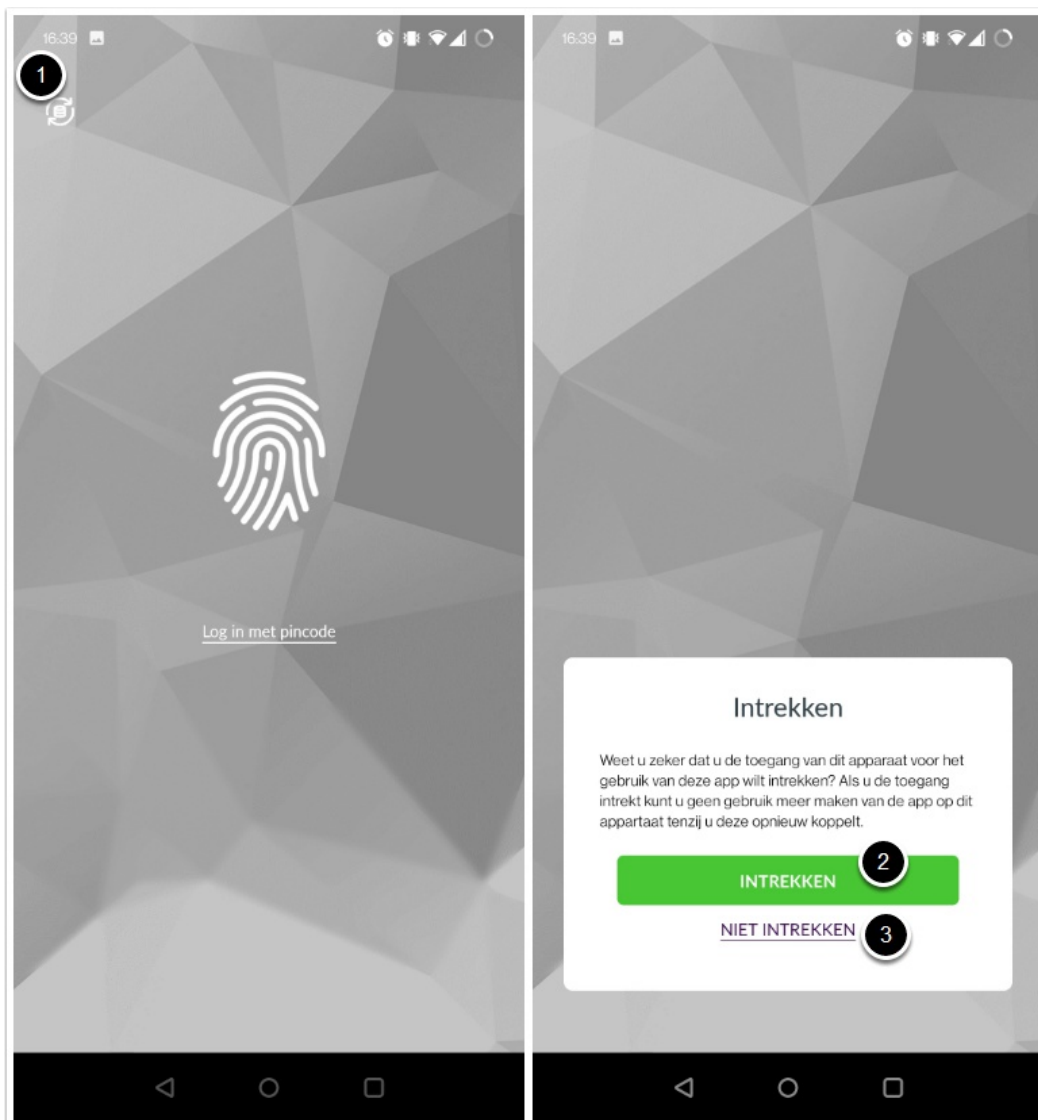 16:39
1
Log in met pincode
16:39
Intrekken
Weet u zeker dat u de toegang van dit apparaat voor het
gebruik van deze app wilt intrekken? Als u de toegang
intrekt kunt u geen gebruik meer maken van de app op dit
appartaat tenzij u deze opnieuw koppelt.
INTREKKEN
2
NIET INTREKKEN
3